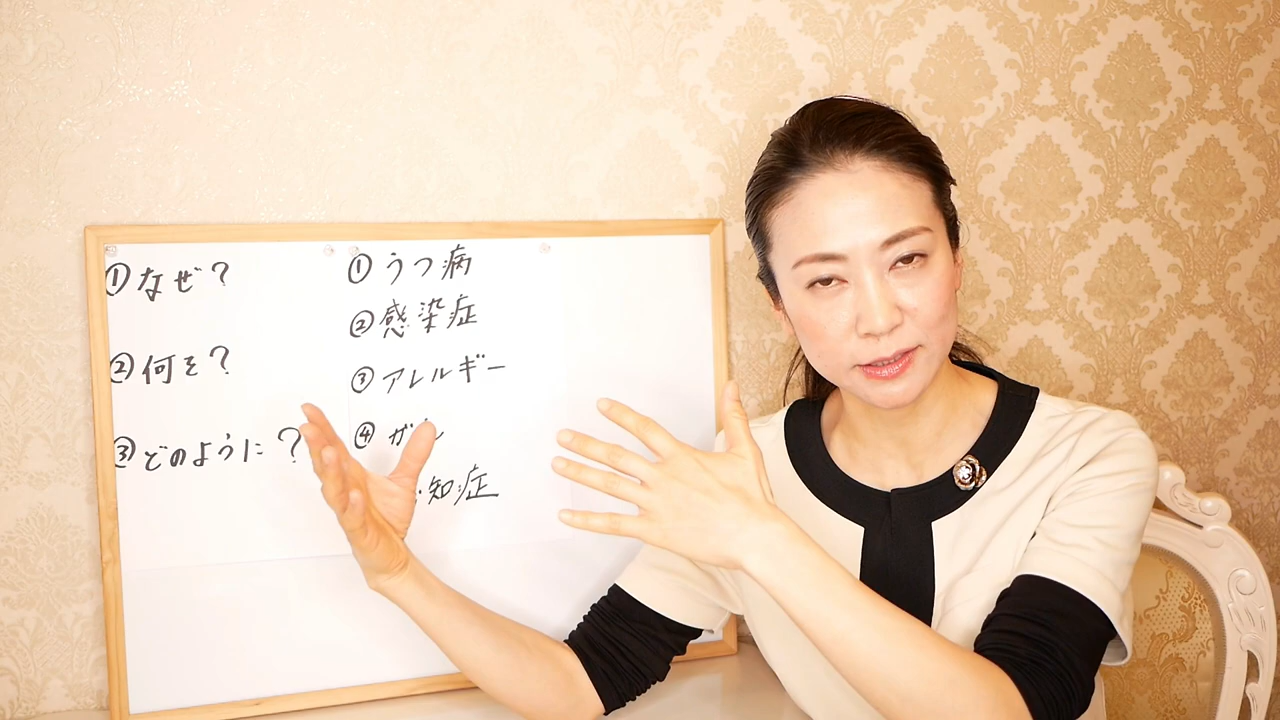 ①なぜ？
②何を？
③どのように？
①うつ病
②感染症
③アレルギー
④ガン
知症